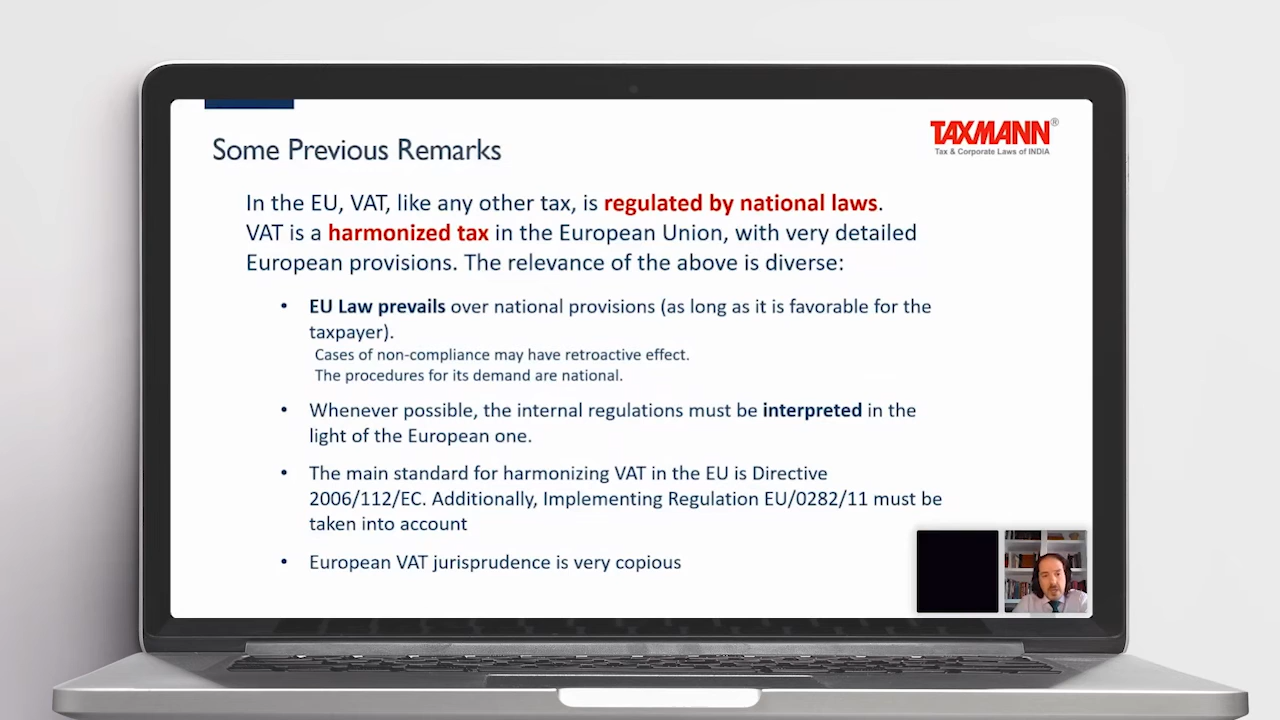 Some Previous Remarks
TAXMANN®
Tax & Corporate Laws of INDIA
In the EU, VAT, like any other tax, is regulated by national laws.
VAT is a harmonized tax in the European Union, with very detailed
European provisions. The relevance of the above is diverse:
• EU Law prevails over national provisions (as long as it is favorable for the
taxpayer).
Cases of non-compliance may have retroactive effect.
The procedures for its demand are national.
• Whenever possible, the internal regulations must be interpreted in the
light of the European one.
• The main standard for harmonizing VAT in the EU is Directive
2006/112/EC. Additionally, Implementing Regulation EU/0282/11 must be
taken into account
• European VAT jurisprudence is very copious